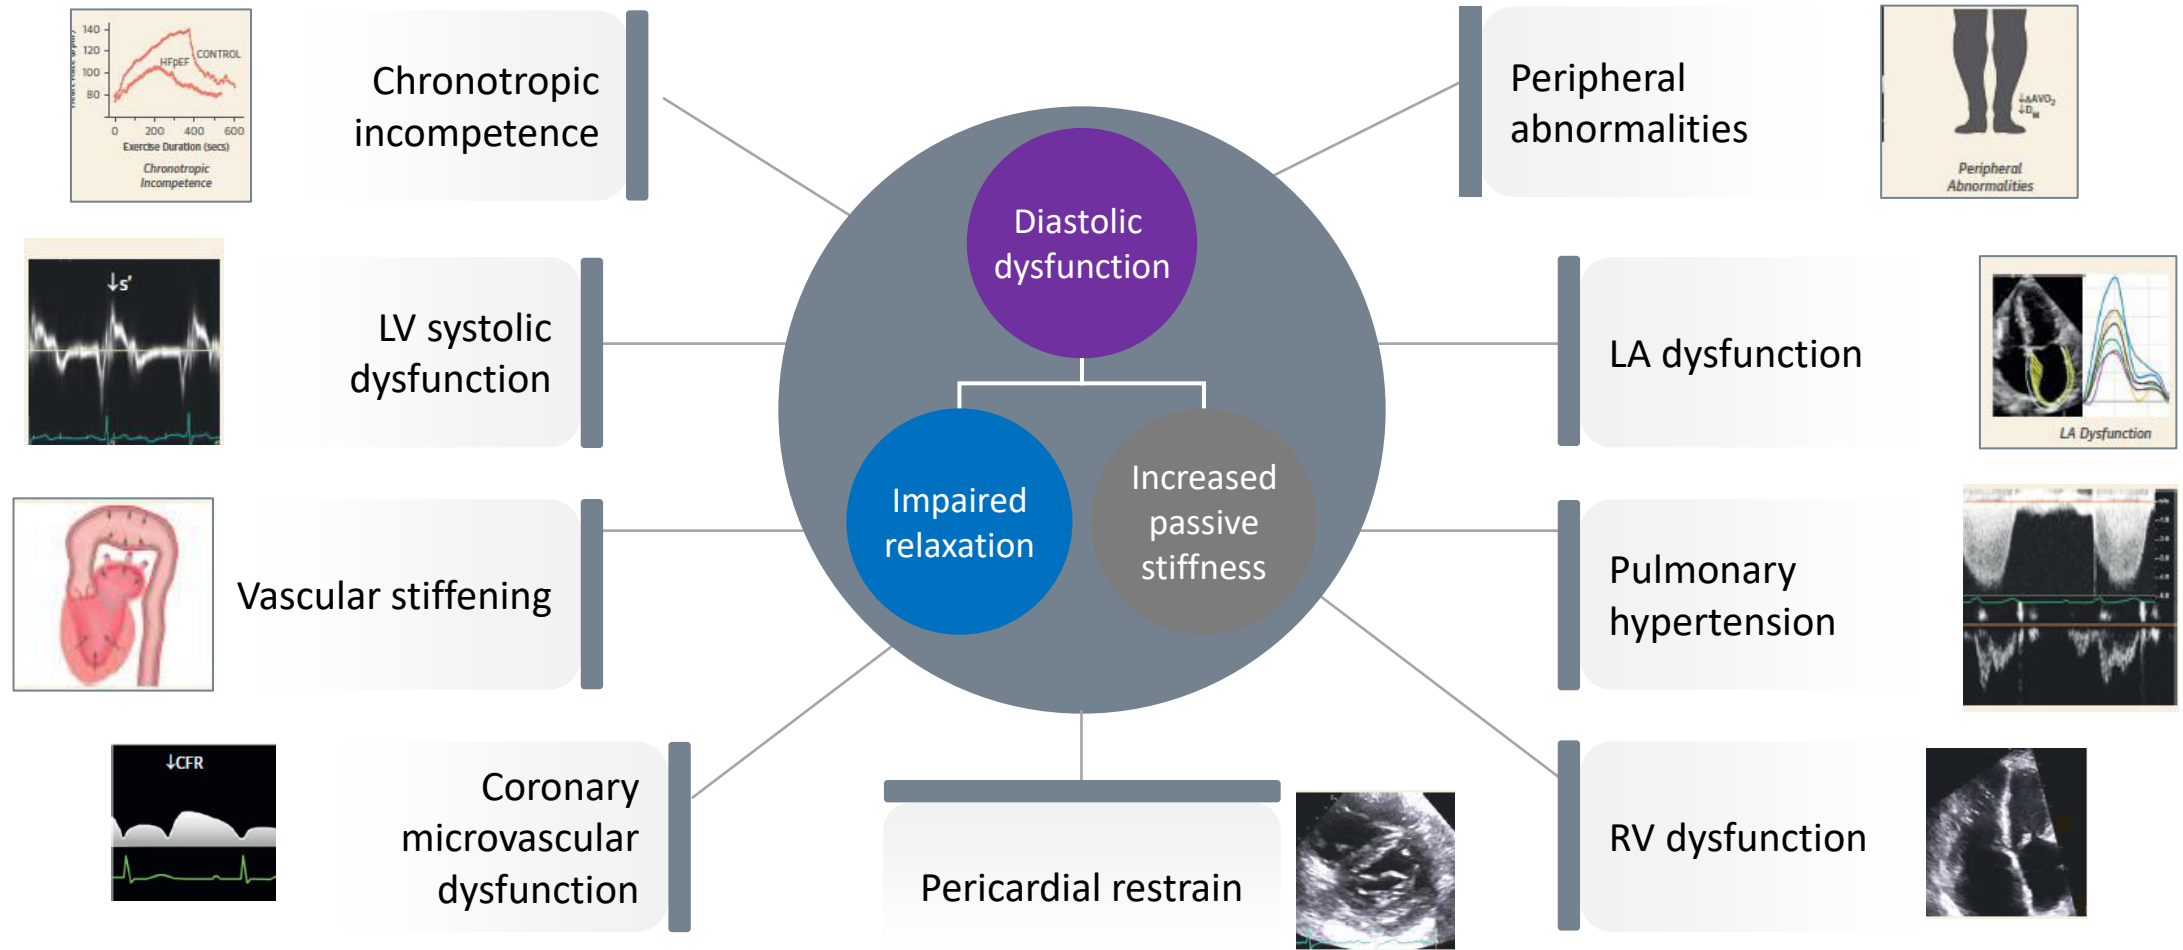 140
120
100
80
CONTROL
HFpEF
0 200 400 600
Exercise Duration (secs)
Chronotropic
Incompetence
Chronotropic
incompetence
↓s'
LV systolic
dysfunction
Vascular stiffening
↓CFR
Coronary
microvascular
dysfunction
Diastolic
dysfunction
Impaired
relaxation
Increased
passive
stiffness
Pericardial restrain
Peripheral
abnormalities
↓ΔAVO2
↓DM
Peripheral
Abnormalities
LA dysfunction
LA Dysfunction
Pulmonary
hypertension
RV dysfunction